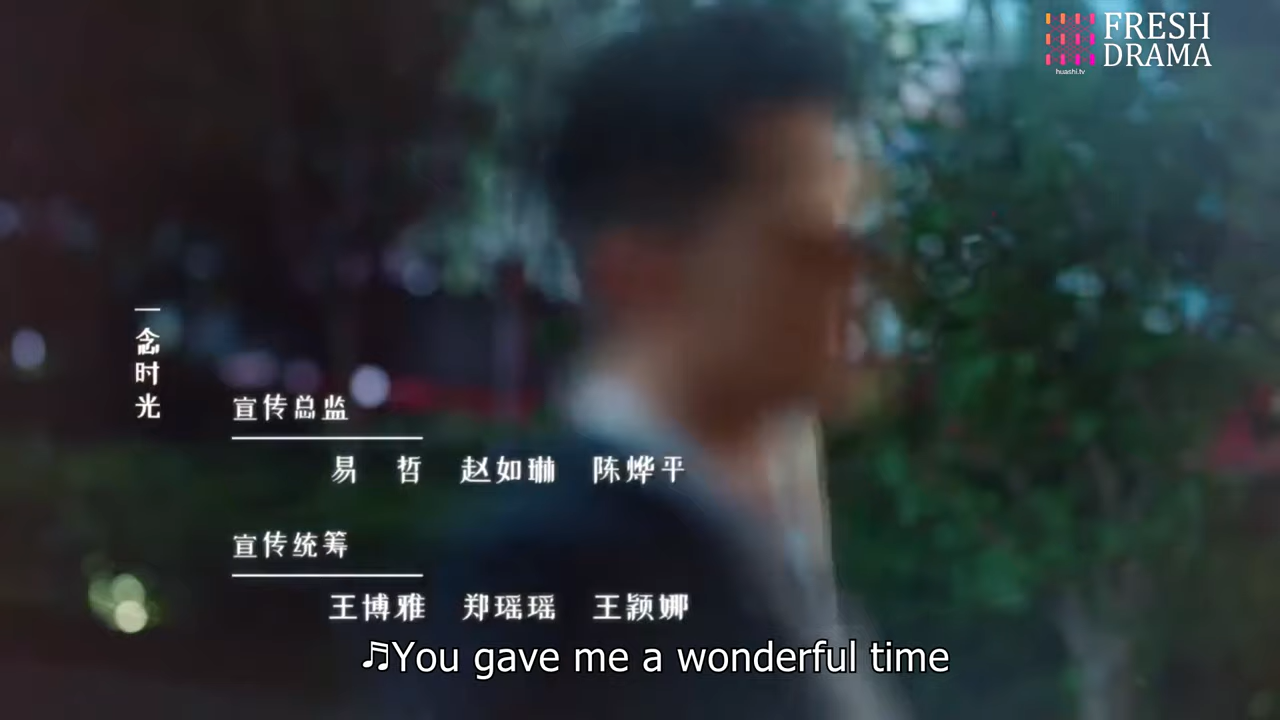 FRESH
DRAMA
huashi.tv
一念时光
宣传总监
易 哲 赵如琳 陈烨平
宣传统筹
王博雅 郑瑶瑶 王颖娜
♬You gave me a wonderful time